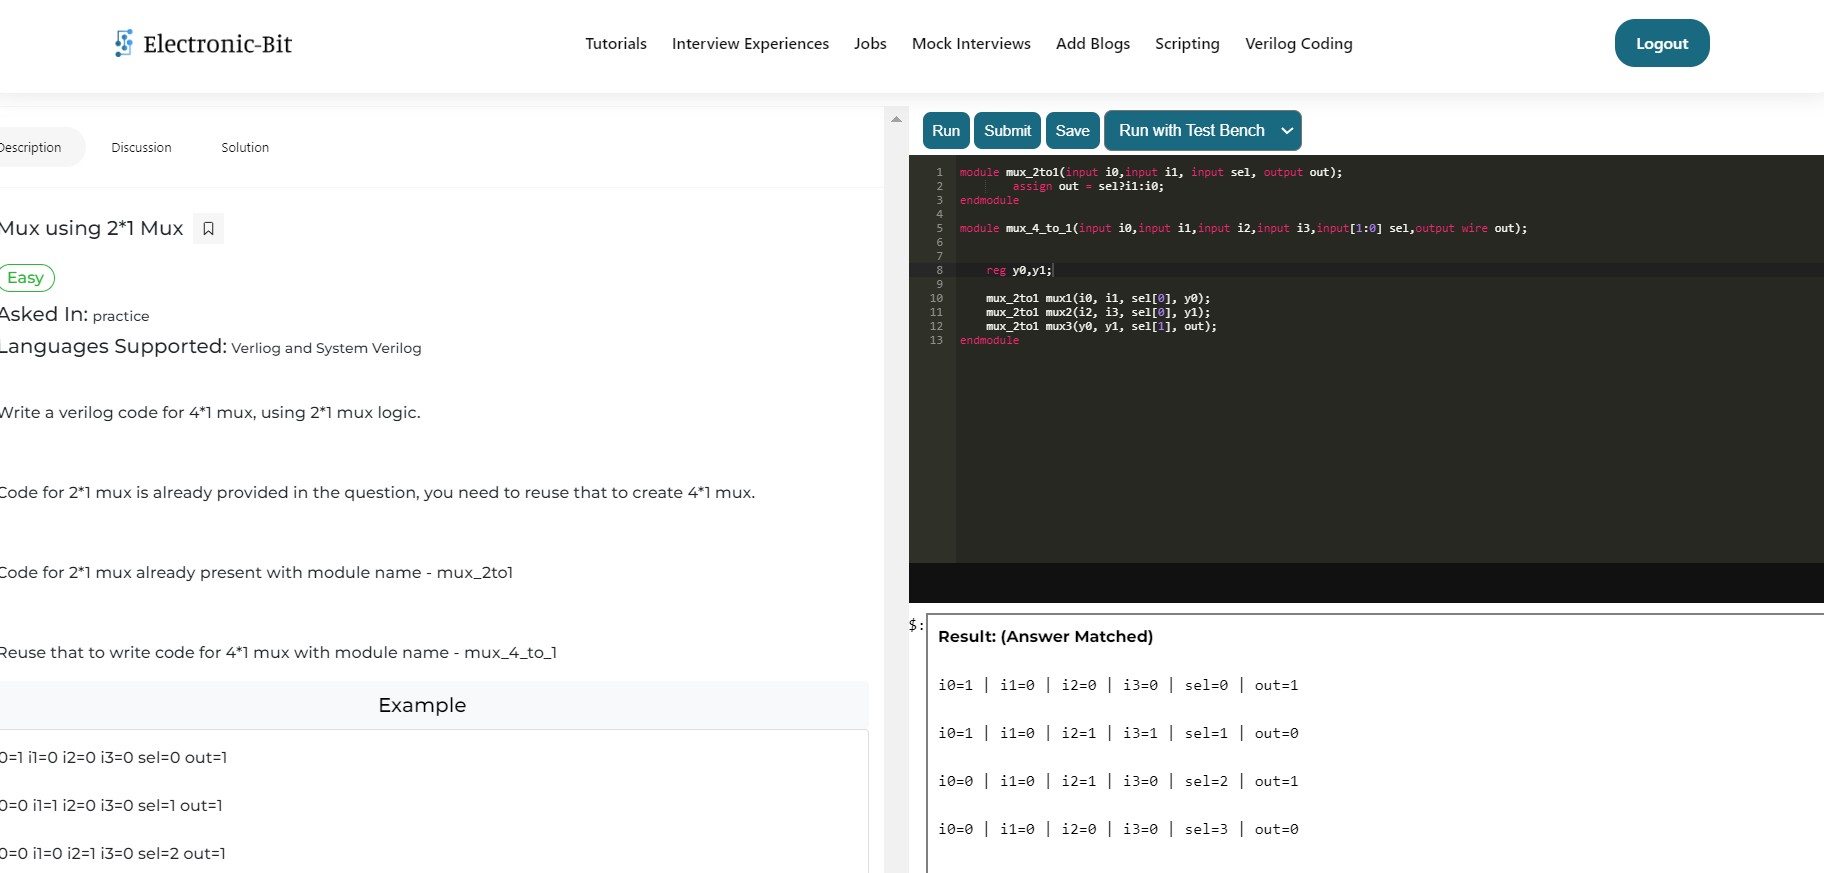 Electronic-Bit
Tutorials Interview Experiences Jobs Mock Interviews Add Blogs Scripting Verilog Coding Logout
Description Discussion Solution
Mux using 2*1 Mux
Easy
Asked In: practice
Languages Supported: Verliog and System Verilog
Write a verilog code for 4*1 mux, using 2*1 mux logic.
Code for 2*1 mux is already provided in the question, you need to reuse that to create 4*1 mux.
Code for 2*1 mux already present with module name - mux_2to1
Reuse that to write code for 4*1 mux with module name - mux_4_to_1
Example
0=1 i1=0 i2=0 i3=0 sel=0 out=1
0=0 i1=1 i2=0 i3=0 sel=1 out=1
0=0 i1=0 i2=1 i3=0 sel=2 out=1
Run Submit Save Run with Test Bench
1 module mux_2to1(input i0,input i1, input sel, output out);
2 assign out = sel?i1:i0;
3 endmodule
4
5 module mux_4_to_1(input i0,input i1,input i2,input i3,input[1:0] sel,output wire out);
6
7
8 reg y0,y1;
9
10 mux_2to1 mux1(i0, i1, sel[0], y0);
11 mux_2to1 mux2(i2, i3, sel[0], y1);
12 mux_2to1 mux3(y0, y1, sel[1], out);
13 endmodule
$:
Result: (Answer Matched)
i0=1 | i1=0 | i2=0 | i3=0 | sel=0 | out=1
i0=1 | i1=0 | i2=1 | i3=1 | sel=1 | out=0
i0=0 | i1=0 | i2=1 | i3=0 | sel=2 | out=1
i0=0 | i1=0 | i2=0 | i3=0 | sel=3 | out=0